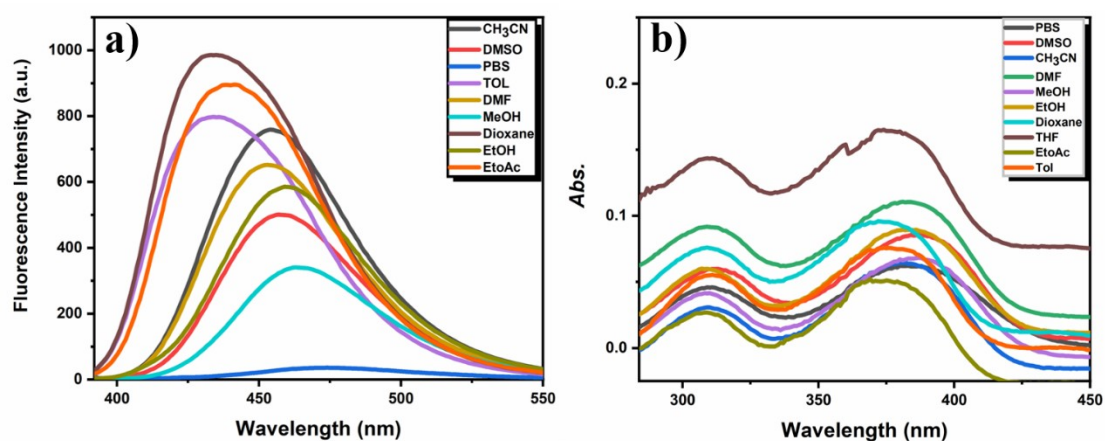 a)
Fluorescence Intensity (a.u.)
1000
800
600
400
200
0
400
450
500
550
Wavelength (nm)
CH3CN
DMSO
PBS
TOL
DMF
MeOH
Dioxane
EtOH
EtoAc
b)
Abs.
0.2
0.1
0.0
300
350
400
450
Wavelength (nm)
PBS
DMSO
CH3CN
DMF
MeOH
EtOH
Dioxane
THF
EtoAc
Tol